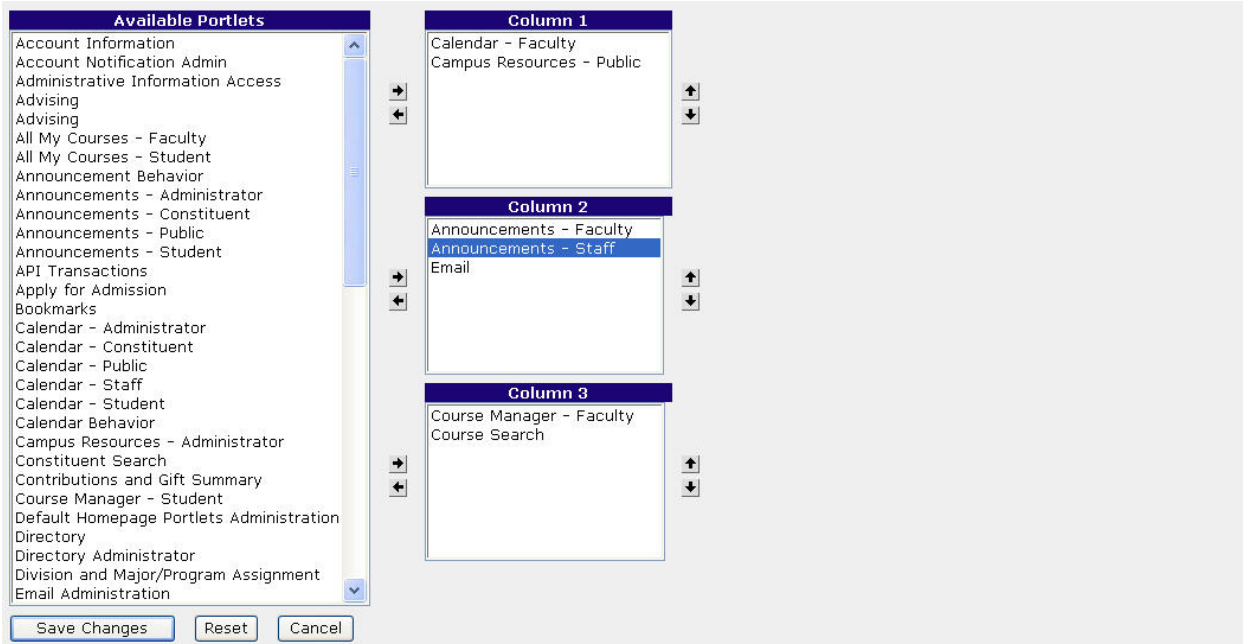 Available Portlets
Account Information
Account Notification Admin
Administrative Information Access
Advising
Advising
All My Courses - Faculty
All My Courses - Student
Announcement Behavior
Announcements - Administrator
Announcements - Constituent
Announcements - Public
Announcements - Student
API Transactions
Apply for Admission
Bookmarks
Calendar - Administrator
Calendar - Constituent
Calendar - Public
Calendar - Staff
Calendar - Student
Calendar Behavior
Campus Resources - Administrator
Constituent Search
Contributions and Gift Summary
Course Manager - Student
Default Homepage Portlets Administration
Directory
Directory Administrator
Division and Major/Program Assignment
Email Administration
Column 1
Calendar - Faculty
Campus Resources - Public
Column 2
Announcements - Faculty
Announcements - Staff
Email
Column 3
Course Manager - Faculty
Course Search
Save Changes Reset Cancel